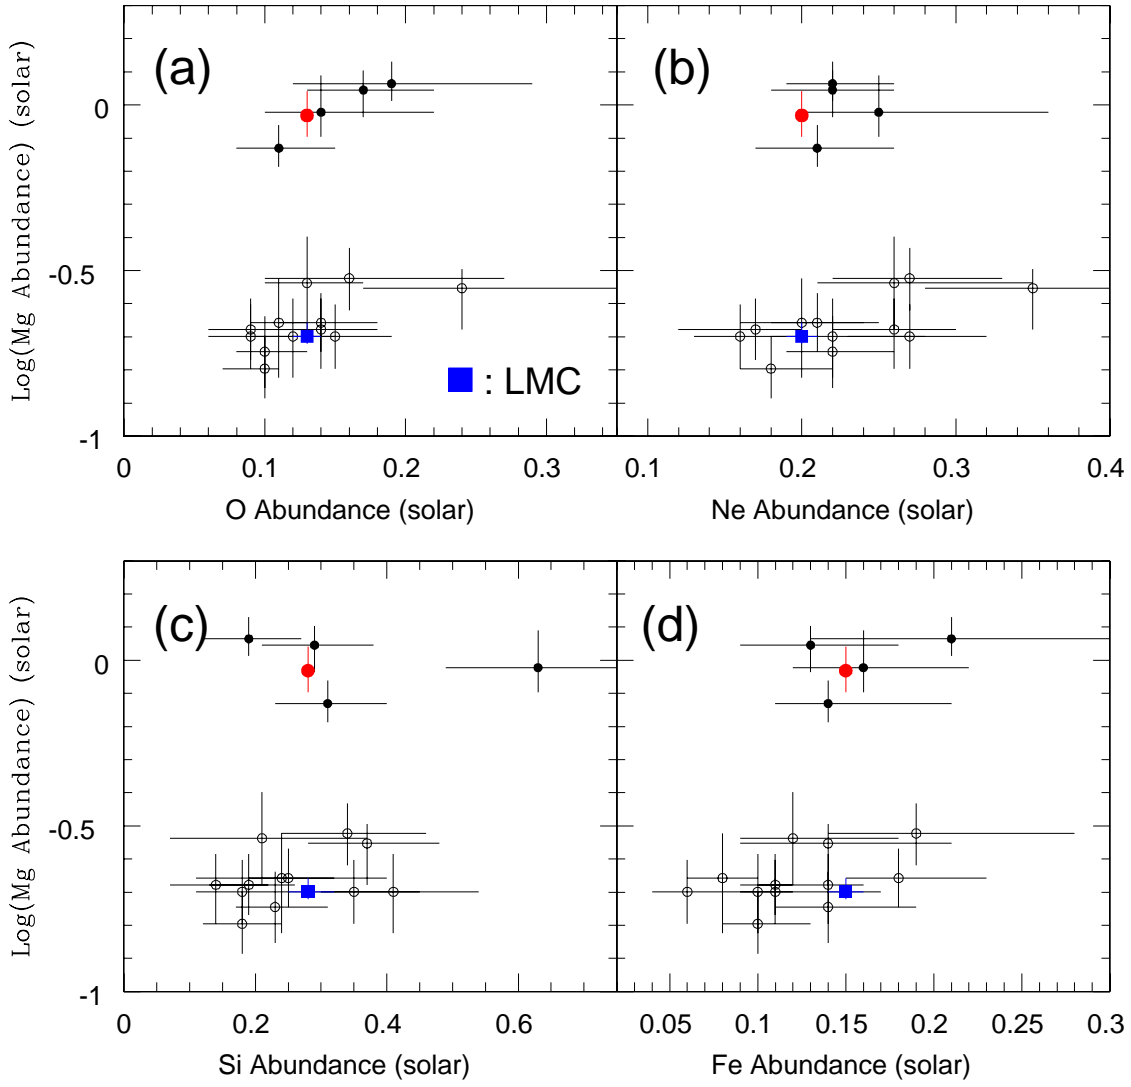 (a)
(b)
Log(Mg Abundance) (solar)
0
-0.5
-1
: LMC
0
0.1
0.2
0.3
0.1
0.2
0.3
0.4
O Abundance (solar)
Ne Abundance (solar)
(c)
(d)
Log(Mg Abundance) (solar)
0
-0.5
-1
0
0.2
0.4
0.6
0.05
0.1
0.15
0.2
0.25
0.3
Si Abundance (solar)
Fe Abundance (solar)